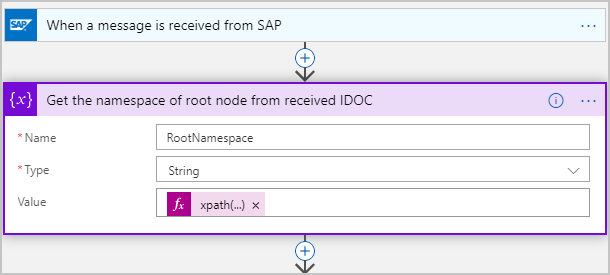 SAP When a message is received from SAP ...
{x} Get the namespace of root node from received IDOC ...
* Name RootNamespace
* Type String
Value fx xpath(...) ×